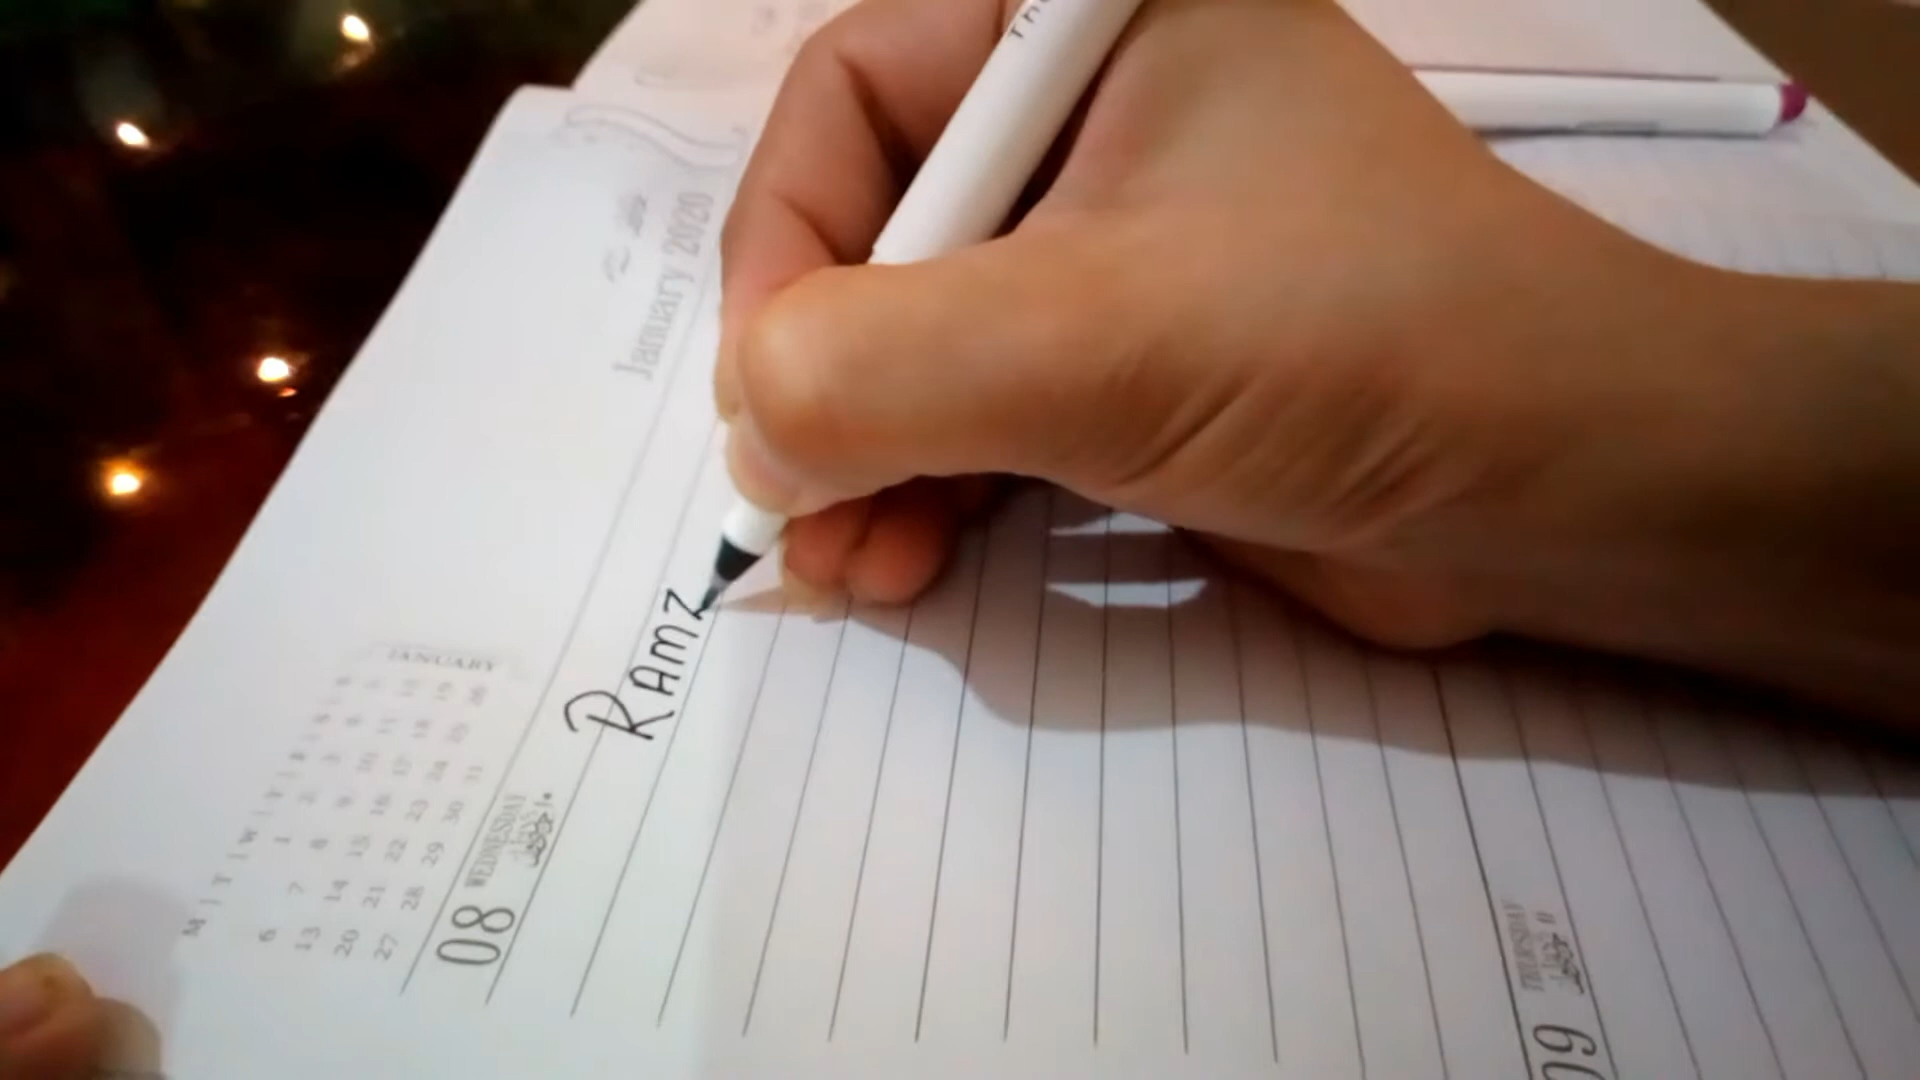 January 2020
JANUARY
M | T | W | T | F | S | S
1 2 3 4 5
6 7 8 9 10 11 12
13 14 15 16 17 18 19
20 21 22 23 24 25 26
27 28 29 30 31
08 WEDNESDAY
RAMZ
09 THURSDAY